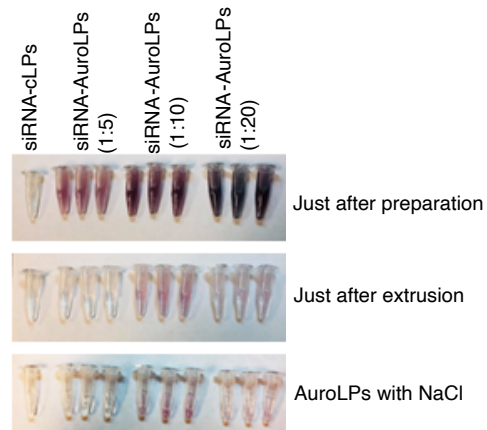 siRNA-cLPs
siRNA-AuroLPs
(1:5)
siRNA-AuroLPs
(1:10)
siRNA-AuroLPs
(1:20)
Just after preparation
Just after extrusion
AuroLPs with NaCl